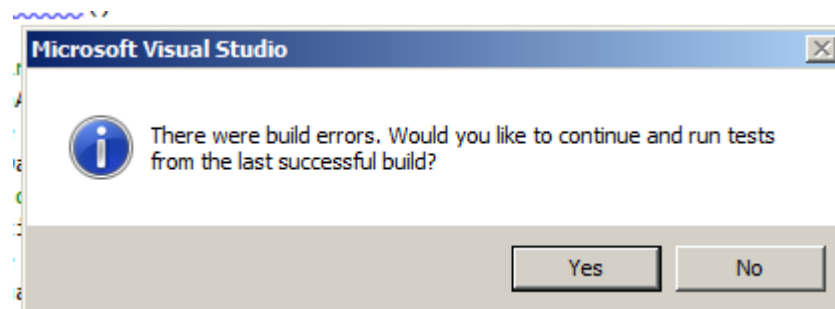 Microsoft Visual Studio
There were build errors. Would you like to continue and run tests
from the last successful build?
Yes
No